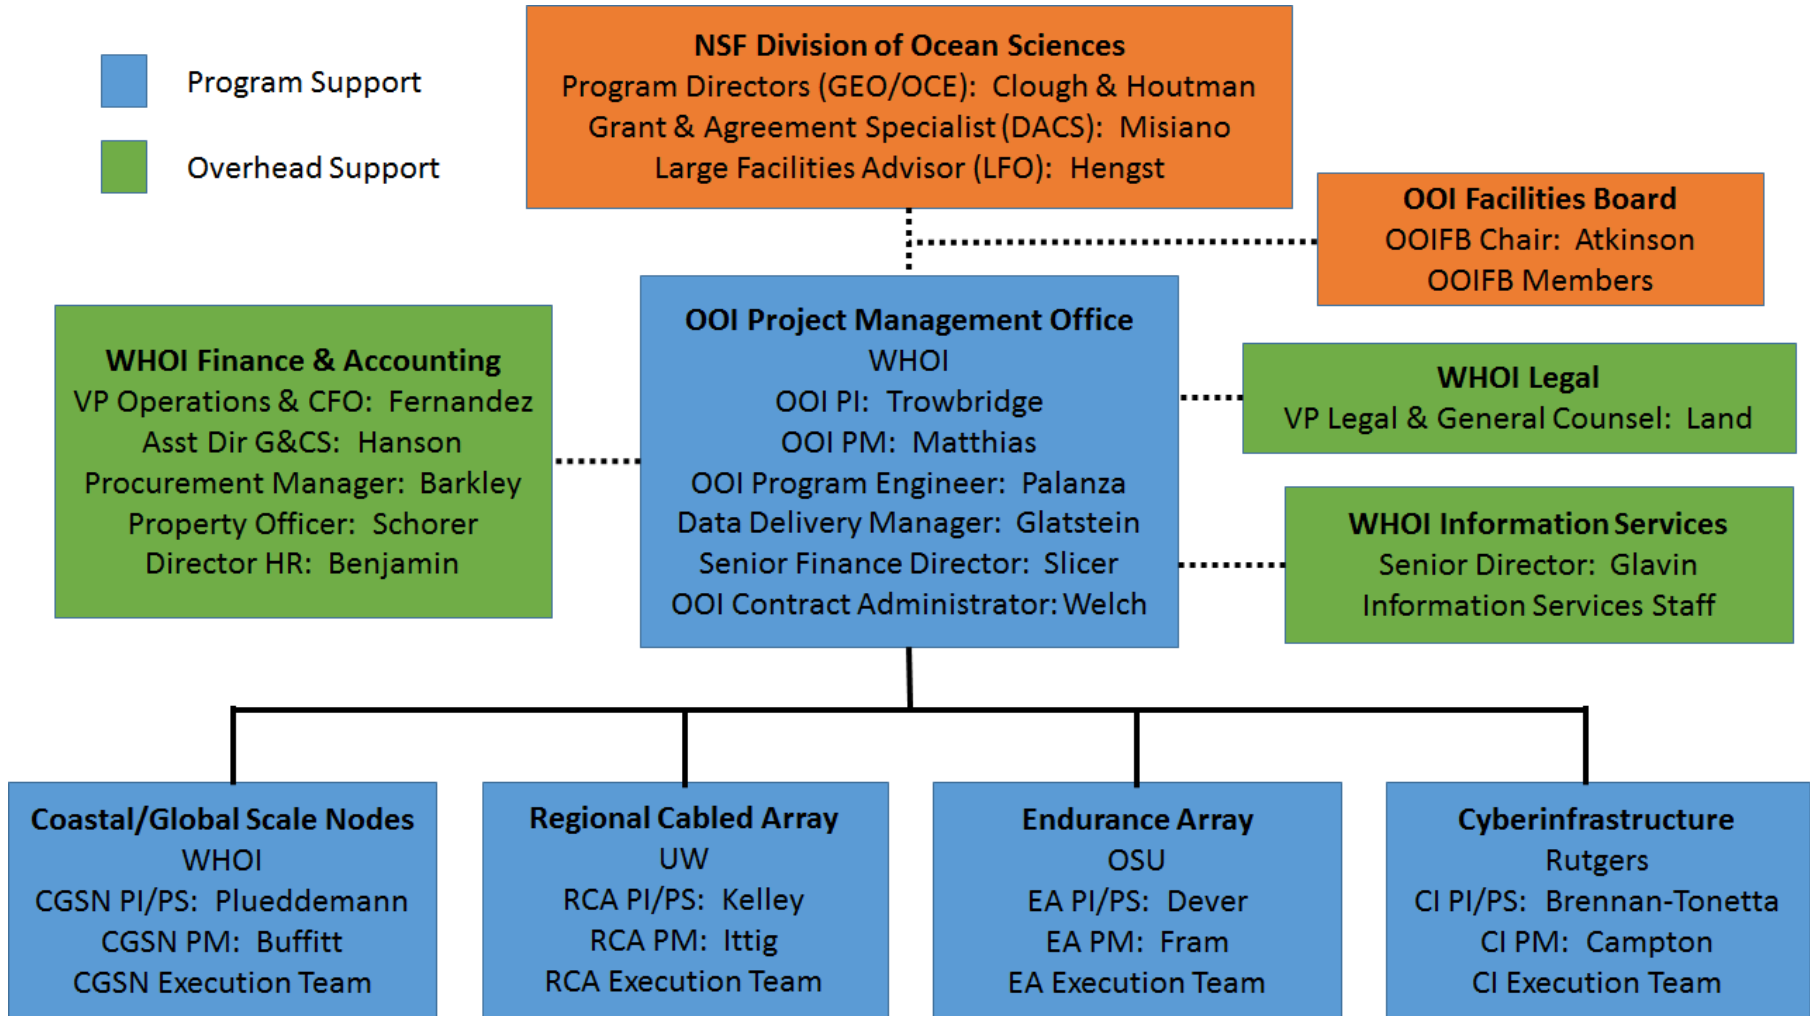 Program Support
Overhead Support
NSF Division of Ocean Sciences
Program Directors (GEO/OCE): Clough & Houtman
Grant & Agreement Specialist (DACS): Misiano
Large Facilities Advisor (LFO): Hengst
OOI Facilities Board
OOIFB Chair: Atkinson
OOIFB Members
WHOI Finance & Accounting
VP Operations & CFO: Fernandez
Asst Dir G&CS: Hanson
Procurement Manager: Barkley
Property Officer: Schorer
Director HR: Benjamin
OOI Project Management Office
WHOI
OOI PI: Trowbridge
OOI PM: Matthias
OOI Program Engineer: Palanza
Data Delivery Manager: Glatstein
Senior Finance Director: Slicer
OOI Contract Administrator: Welch
WHOI Legal
VP Legal & General Counsel: Land
WHOI Information Services
Senior Director: Glavin
Information Services Staff
Coastal/Global Scale Nodes
WHOI
CGSN PI/PS: Plueddemann
CGSN PM: Buffitt
CGSN Execution Team
Regional Cabled Array
UW
RCA PI/PS: Kelley
RCA PM: Ittig
RCA Execution Team
Endurance Array
OSU
EA PI/PS: Dever
EA PM: Fram
EA Execution Team
Cyberinfrastructure
Rutgers
CI PI/PS: Brennan-Tonetta
CI PM: Campton
CI Execution Team